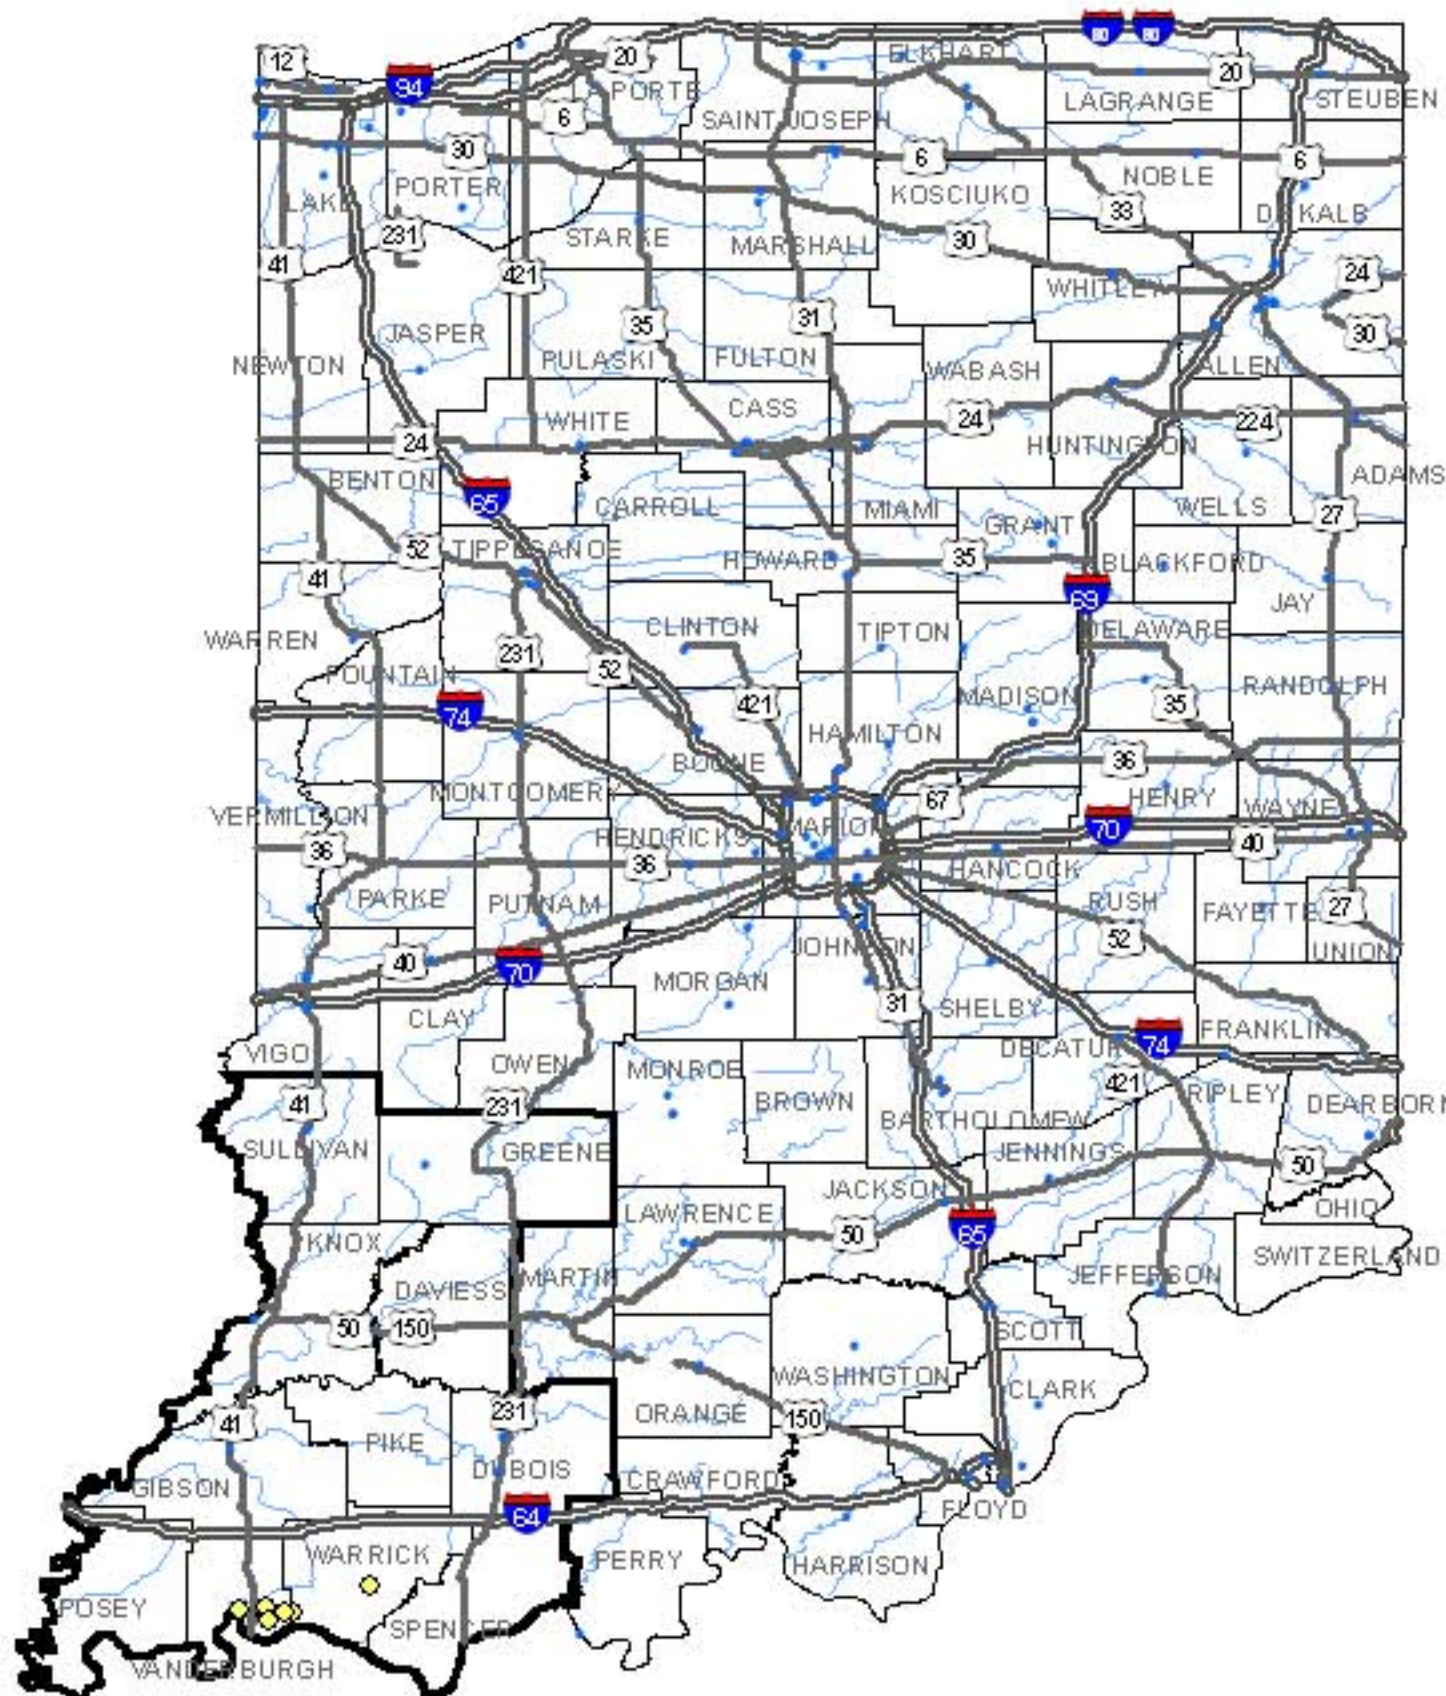 12
94
20
80
80
ELKHART
20
LAPORTE
LAGRANGE
STEUBEN
6
SAINT JOSEPH
30
6
6
PORTER
LAKE
KOSCIUKO
NOBLE
33
DE KALB
231
STARKE
MARSHALL
30
41
421
24
WHITLEY
35
31
30
JASPER
NEWTON
PULASKI
FULTON
WABASH
ALLEN
CASS
WHITE
24
224
24
HUNTINGTON
BENTON
ADAMS
65
CARROLL
MIAMI
WELLS
27
GRANT
52
TIPPECANOE
HOWARD
35
BLACKFORD
41
69
JAY
WARREN
CLINTON
TIPTON
DELAWARE
231
52
FOUNTAIN
MADISON
RANDOLPH
74
421
35
HAMILTON
BOONE
36
MONTGOMERY
67
HENRY
WAYNE
VERMILLION
MARION
70
HENDRICKS
36
36
40
HANCOCK
PARKE
PUTNAM
RUSH
FAYETTE
27
52
JOHNSON
UNION
40
70
MORGAN
31
SHELBY
CLAY
FRANKLIN
VIGO
OWEN
DECATUR
74
MONROE
421
RIPLEY
41
231
BROWN
DEARBORN
BARTHOLOMEW
SULLIVAN
GREENE
JENNINGS
50
JACKSON
LAWRENCE
OHIO
KNOX
50
65
SWITZERLAND
DAVIESS
MARTIN
JEFFERSON
50
150
SCOTT
WASHINGTON
CLARK
41
231
ORANGE
150
PIKE
DUBOIS
GIBSON
CRAWFORD
64
FLOYD
WARRICK
PERRY
HARRISON
POSEY
SPENCER
VANDERBURGH